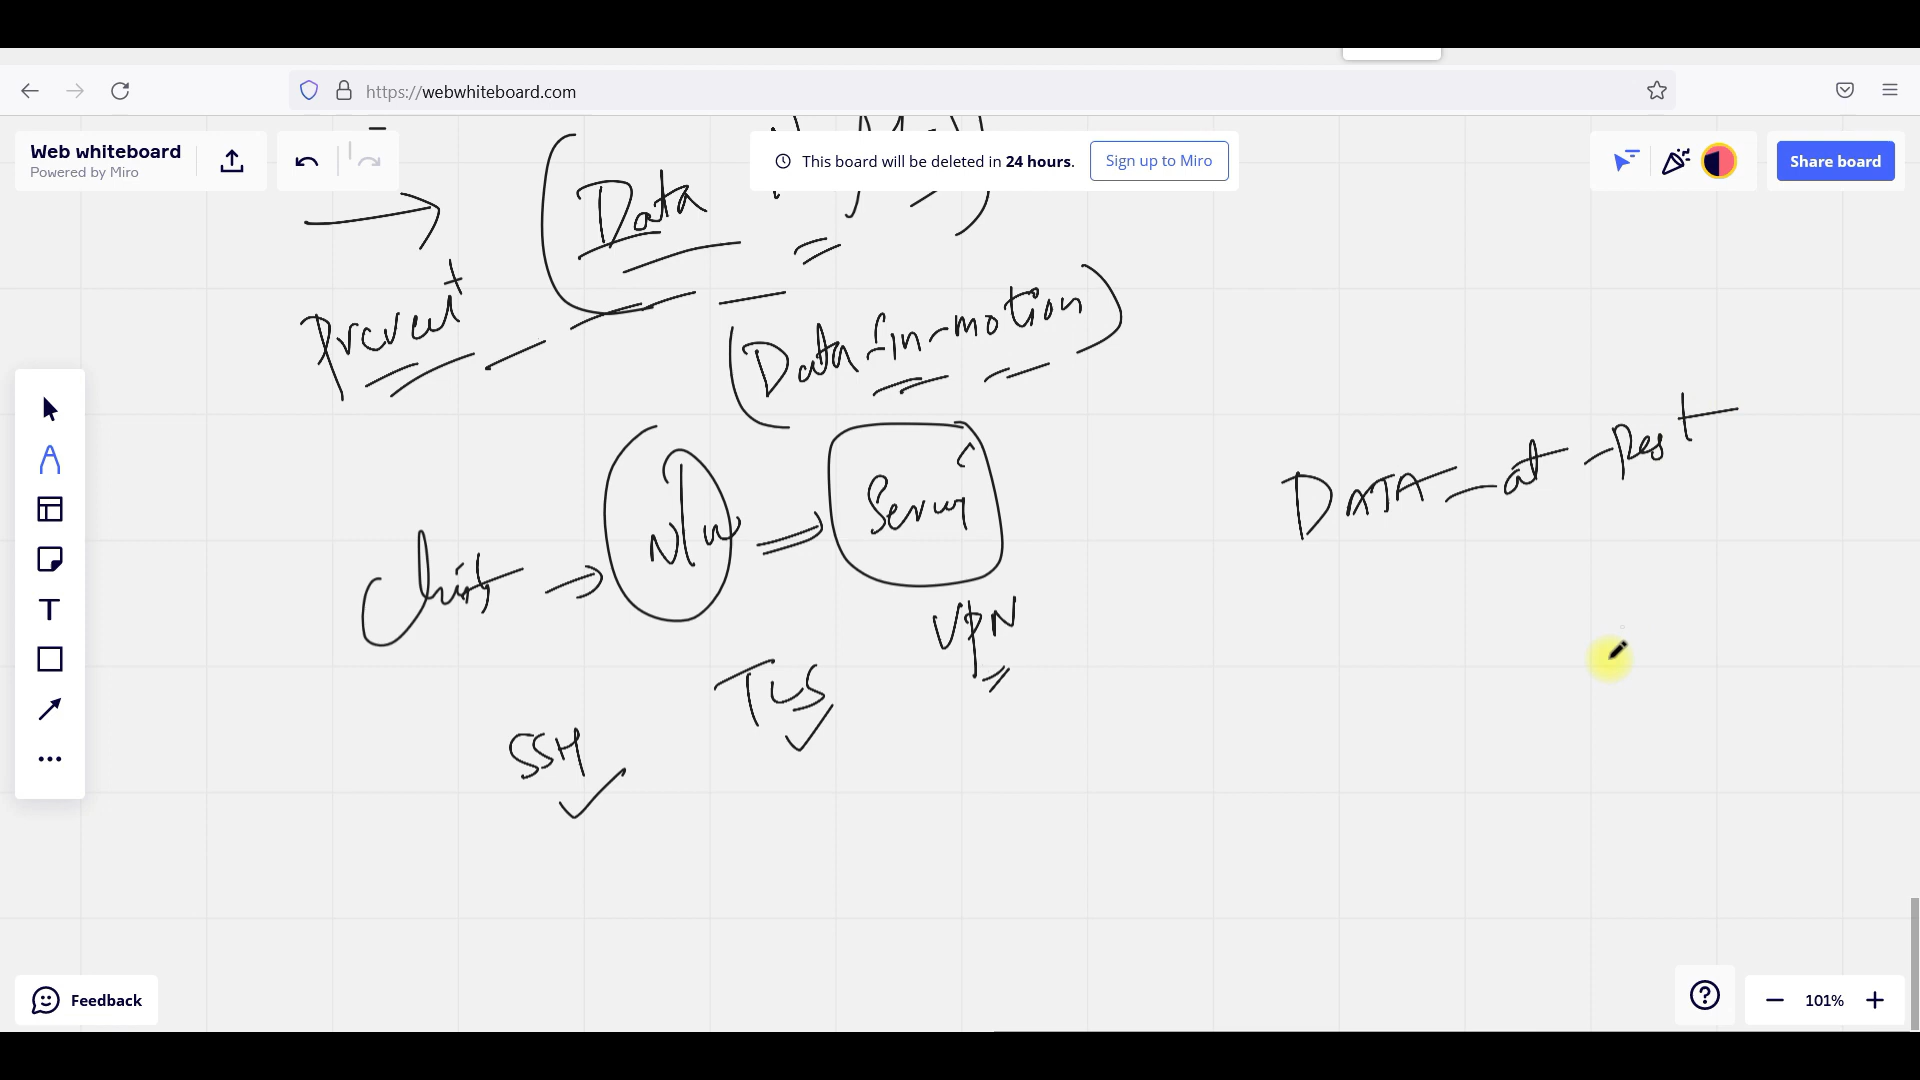 https://webwhiteboard.com
Web whiteboard
Powered by Miro
This board will be deleted in 24 hours.
Sign up to Miro
Share board
Data
Prevent
(Data-in-motion)
DATA-at-Rest
N/w
Server
VPN
TLS
SSH
T
Feedback
101%